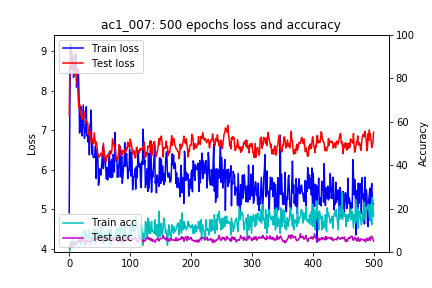 ac1_007: 500 epochs loss and accuracy
Train loss
Test loss
Train acc
Test acc
Loss
Accuracy
9
8
7
6
5
4
100
80
60
40
20
0
0 100 200 300 400 500